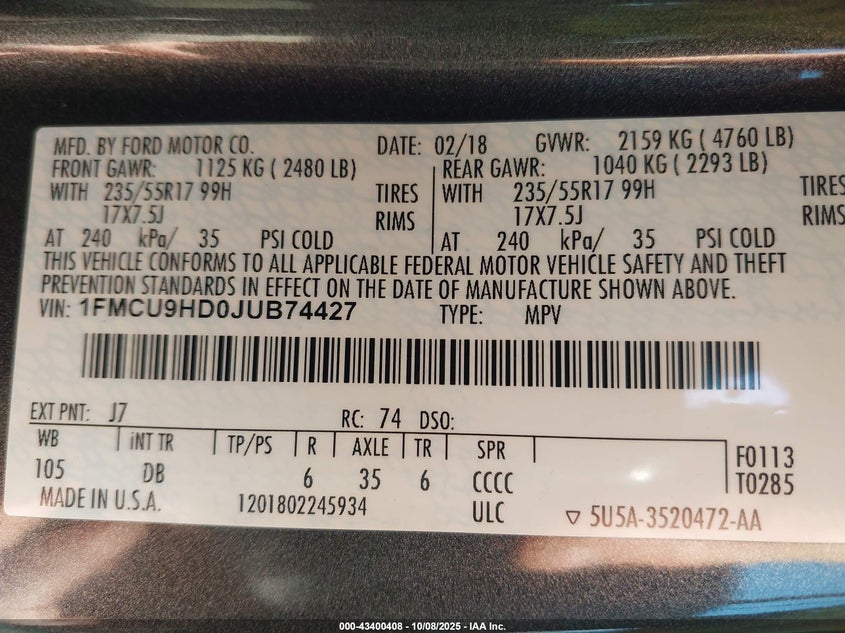 MFD. BY FORD MOTOR CO. DATE: 02/18 GVWR: 2159 KG ( 4760 LB)
FRONT GAWR: 1125 KG ( 2480 LB) REAR GAWR: 1040 KG ( 2293 LB)
WITH 235/55R17 99H TIRES WITH 235/55R17 99H TIRES
17X7.5J RIMS 17X7.5J RIMS
AT 240 kPa/ 35 PSI COLD AT 240 kPa/ 35 PSI COLD
THIS VEHICLE CONFORMS TO ALL APPLICABLE FEDERAL MOTOR VEHICLE SAFETY AND THEFT
PREVENTION STANDARDS IN EFFECT ON THE DATE OF MANUFACTURE SHOWN ABOVE.
VIN: 1FMCU9HD0JUB74427 TYPE: MPV
EXT PNT: J7 RC: 74 DSO:
WB INT TR TP/PS R AXLE TR SPR F0113
105 DB 6 35 6 CCCC T0285
MADE IN U.S.A. 1201802245934 ULC ▽ 5U5A-3520472-AA
000-43400408 - 10/08/2025 - IAA Inc.